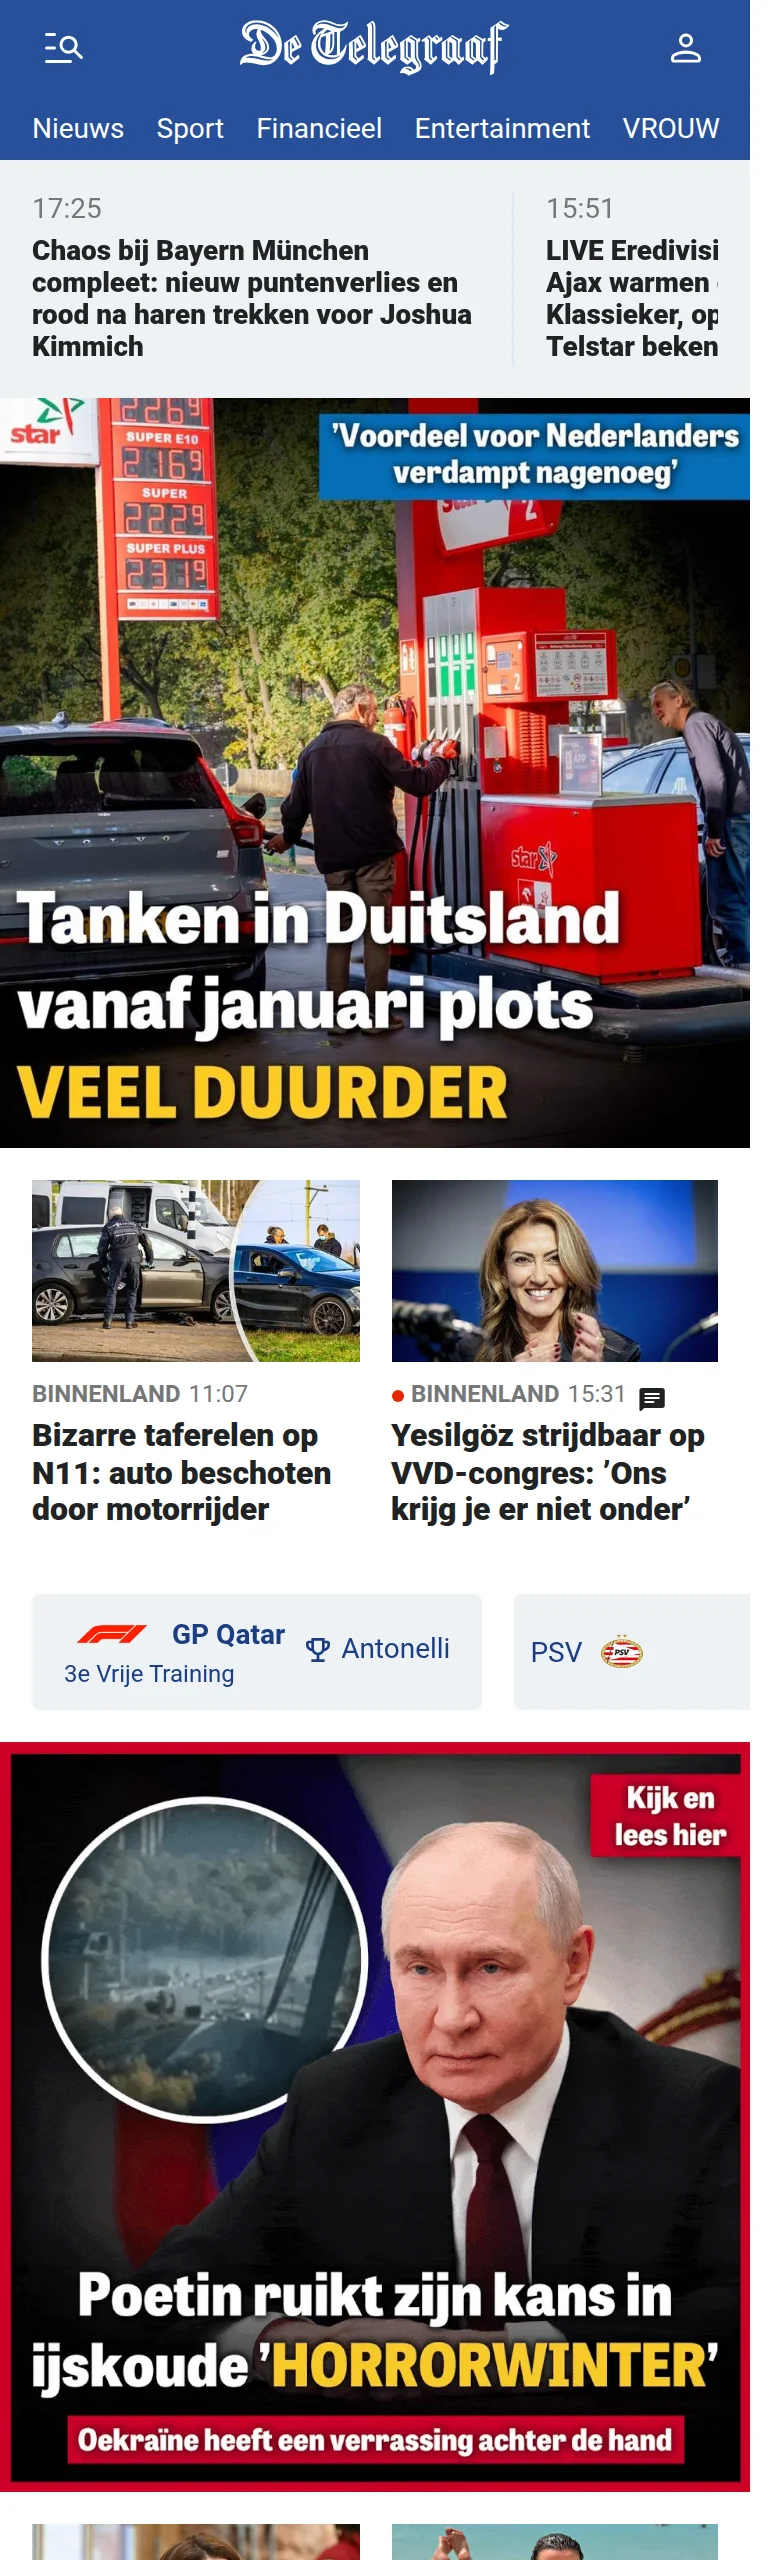 De Telegraaf
Nieuws Sport Financieel Entertainment VROUW
17:25
Chaos bij Bayern München
compleet: nieuw puntenverlies en
rood na haren trekken voor Joshua
Kimmich
15:51
LIVE Eredivisi
Ajax warmen
Klassieker, op
Telstar beken
star
SUPER E10
SUPER
SUPER PLUS
'Voordeel voor Nederlanders
verdampt nagenoeg'
2
VOLVO
star
Tanken in Duitsland
vanaf januari plots
VEEL DUURDER
BINNENLAND 11:07
Bizarre taferelen op
N11: auto beschoten
door motorrijder
BINNENLAND 15:31
Yesilgöz strijdbaar op
VVD-congres: 'Ons
krijg je er niet onder'
GP Qatar
3e Vrije Training
Antonelli
PSV
PSV
Kijk en
lees hier
Poetin ruikt zijn kans in
ijskoude 'HORRORWINTER'
Oekraïne heeft een verrassing achter de hand